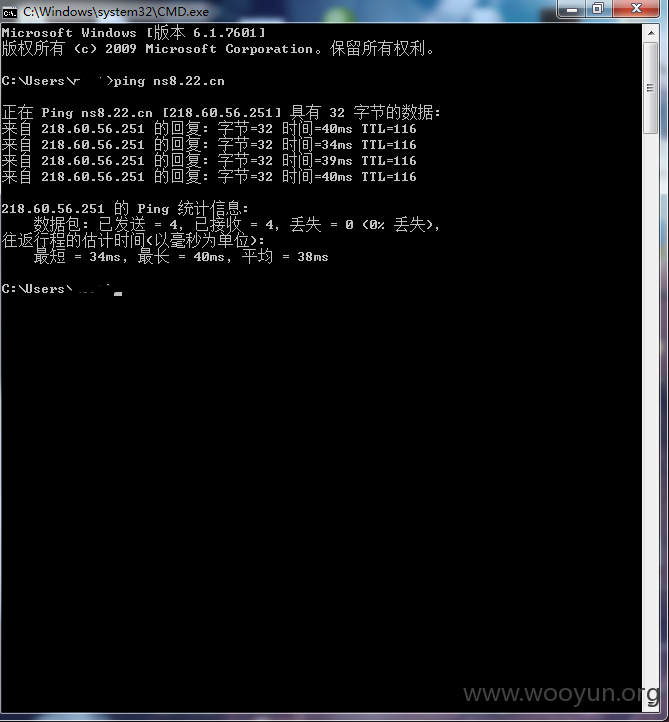 C:\Windows\system32\CMD.exe
Microsoft Windows [版本 6.1.7601]
版权所有 (c) 2009 Microsoft Corporation。保留所有权利。
C:\Users\r >ping ns8.22.cn
正在 Ping ns8.22.cn [218.60.56.251] 具有 32 字节的数据:
来自 218.60.56.251 的回复: 字节=32 时间=40ms TTL=116
来自 218.60.56.251 的回复: 字节=32 时间=34ms TTL=116
来自 218.60.56.251 的回复: 字节=32 时间=39ms TTL=116
来自 218.60.56.251 的回复: 字节=32 时间=40ms TTL=116
218.60.56.251 的 Ping 统计信息:
数据包: 已发送 = 4, 已接收 = 4, 丢失 = 0 (0% 丢失),
往返行程的估计时间(以毫秒为单位):
最短 = 34ms, 最长 = 40ms, 平均 = 38ms
C:\Users\
www.wooyun.org